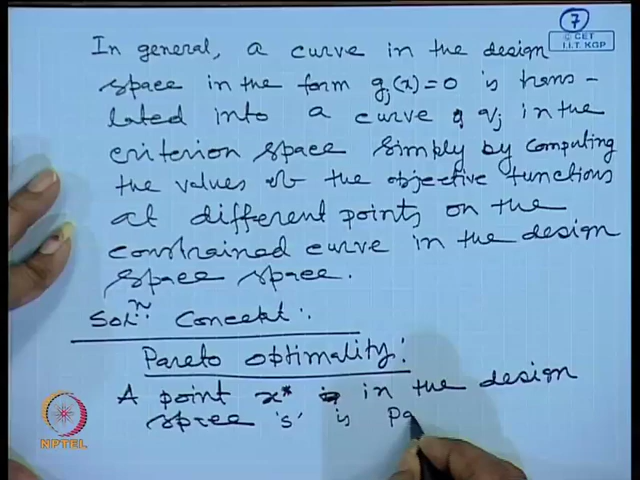 7
© CET
I.I.T. KGP
In general, a curve in the design
space in the form gj(x)=0 is trans-
lated into a curve qj in the
criterion space simply by computing
the values of the objective functions
at different points on the
constrained curve in the design
space space.
Solⁿ: Concept:
Pareto optimality:
A point x* in the design
space 's' is Pa
NPTEL